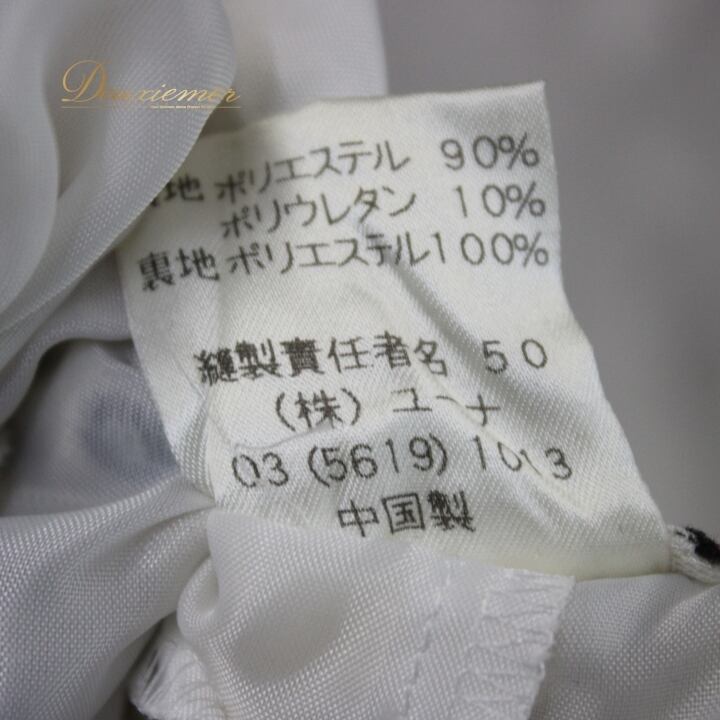 Deuxiemer
地 ポリエステル 90%
ポリウレタン 10%
裏地 ポリエステル100%
縫製責任者名 50
(株) ユーナ
03 (5619) 1013
中国製